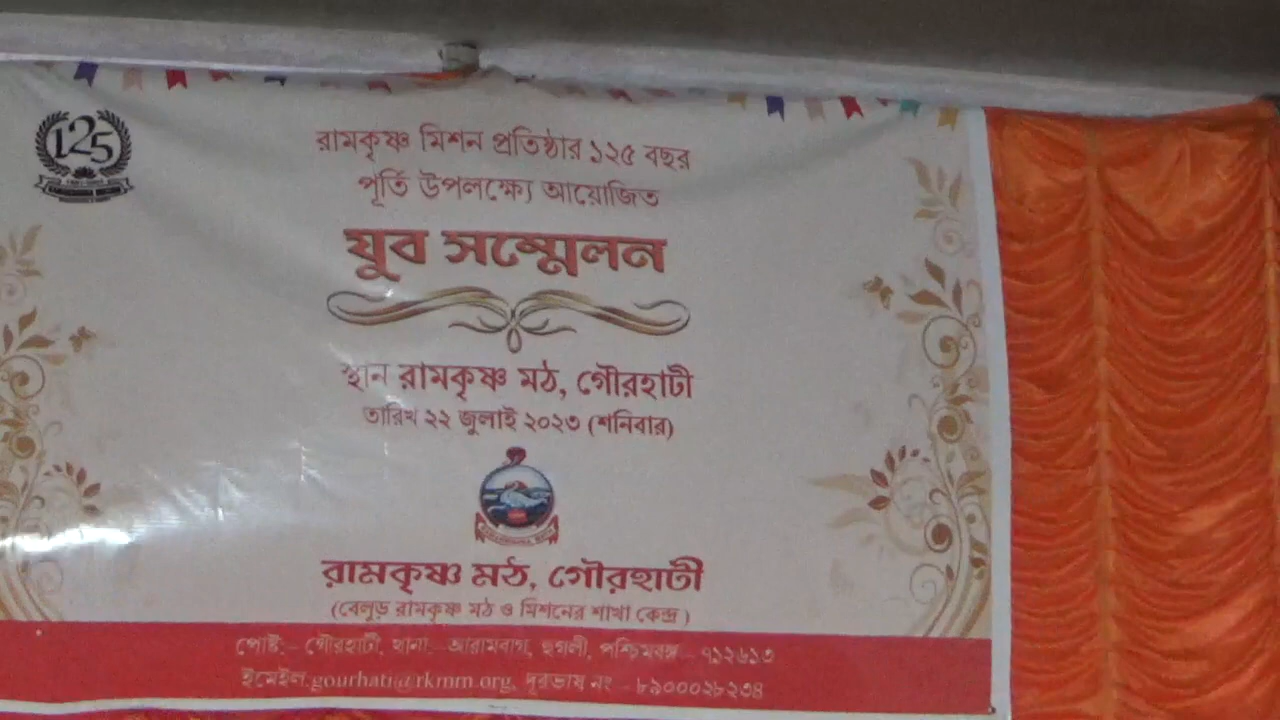 125
রামকৃষ্ণ মিশন প্রতিষ্ঠার ১২৫ বছর
পূর্তি উপলক্ষ্যে আয়োজিত
যুব সম্মেলন
স্থান রামকৃষ্ণ মঠ, গৌরহাটী
তারিখ ২২ জুলাই ২০২৩ (শনিবার)
রামকৃষ্ণ মঠ, গৌরহাটী
(বেলুড় রামকৃষ্ণ মঠ ও মিশনের শাখা কেন্দ্র)
পোষ্ট:- গৌরহাটী, থানা:- আরামবাগ, হুগলী, পশ্চিমবঙ্গ - ৭১২৬১৩
ইমেইল.gourhati@rkmm.org, দূরভাষ নং - ৮৯০০০২৮২৩৪